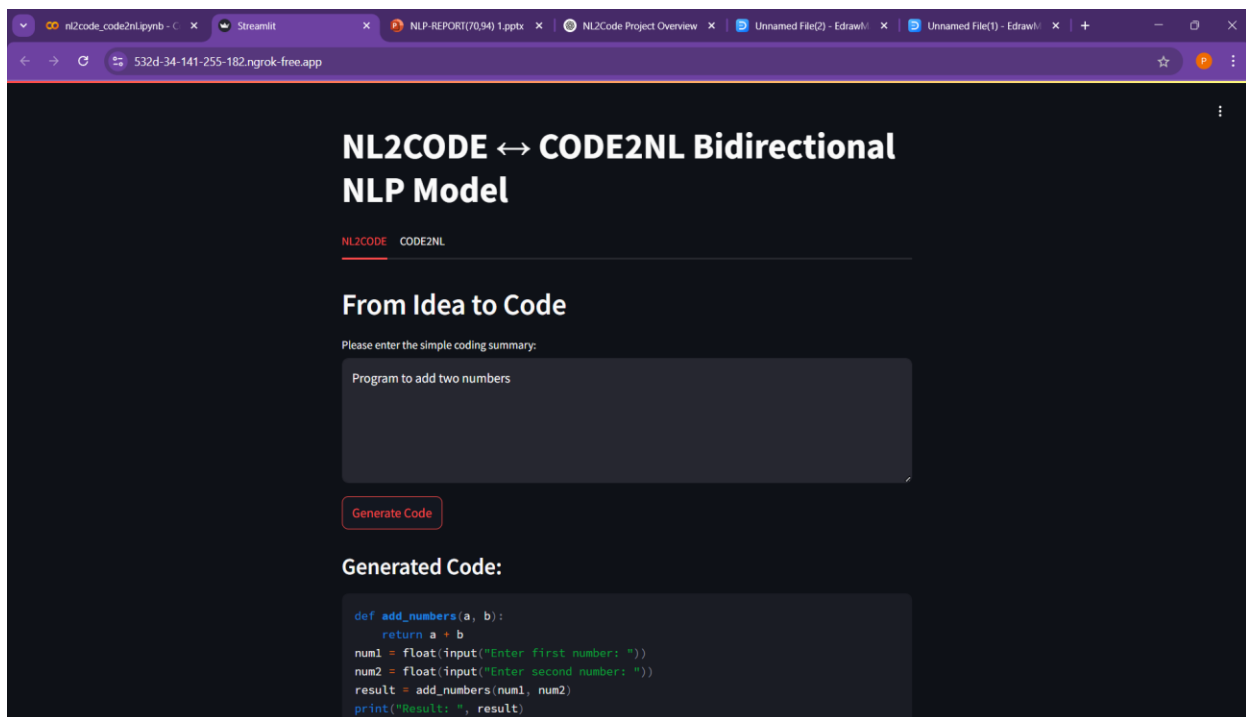 nl2code_code2nl.ipynb - C
Streamlit
NLP-REPORT(70,94) 1.pptx
NL2Code Project Overview
Unnamed File(2) - EdrawM
Unnamed File(1) - EdrawM
532d-34-141-255-182.ngrok-free.app
P
NL2CODE ↔ CODE2NL Bidirectional
NLP Model
NL2CODE CODE2NL
From Idea to Code
Please enter the simple coding summary:
Program to add two numbers
Generate Code
Generated Code:
def add_numbers(a, b):
    return a + b
num1 = float(input("Enter first number: "))
num2 = float(input("Enter second number: "))
result = add_numbers(num1, num2)
print("Result: ", result)